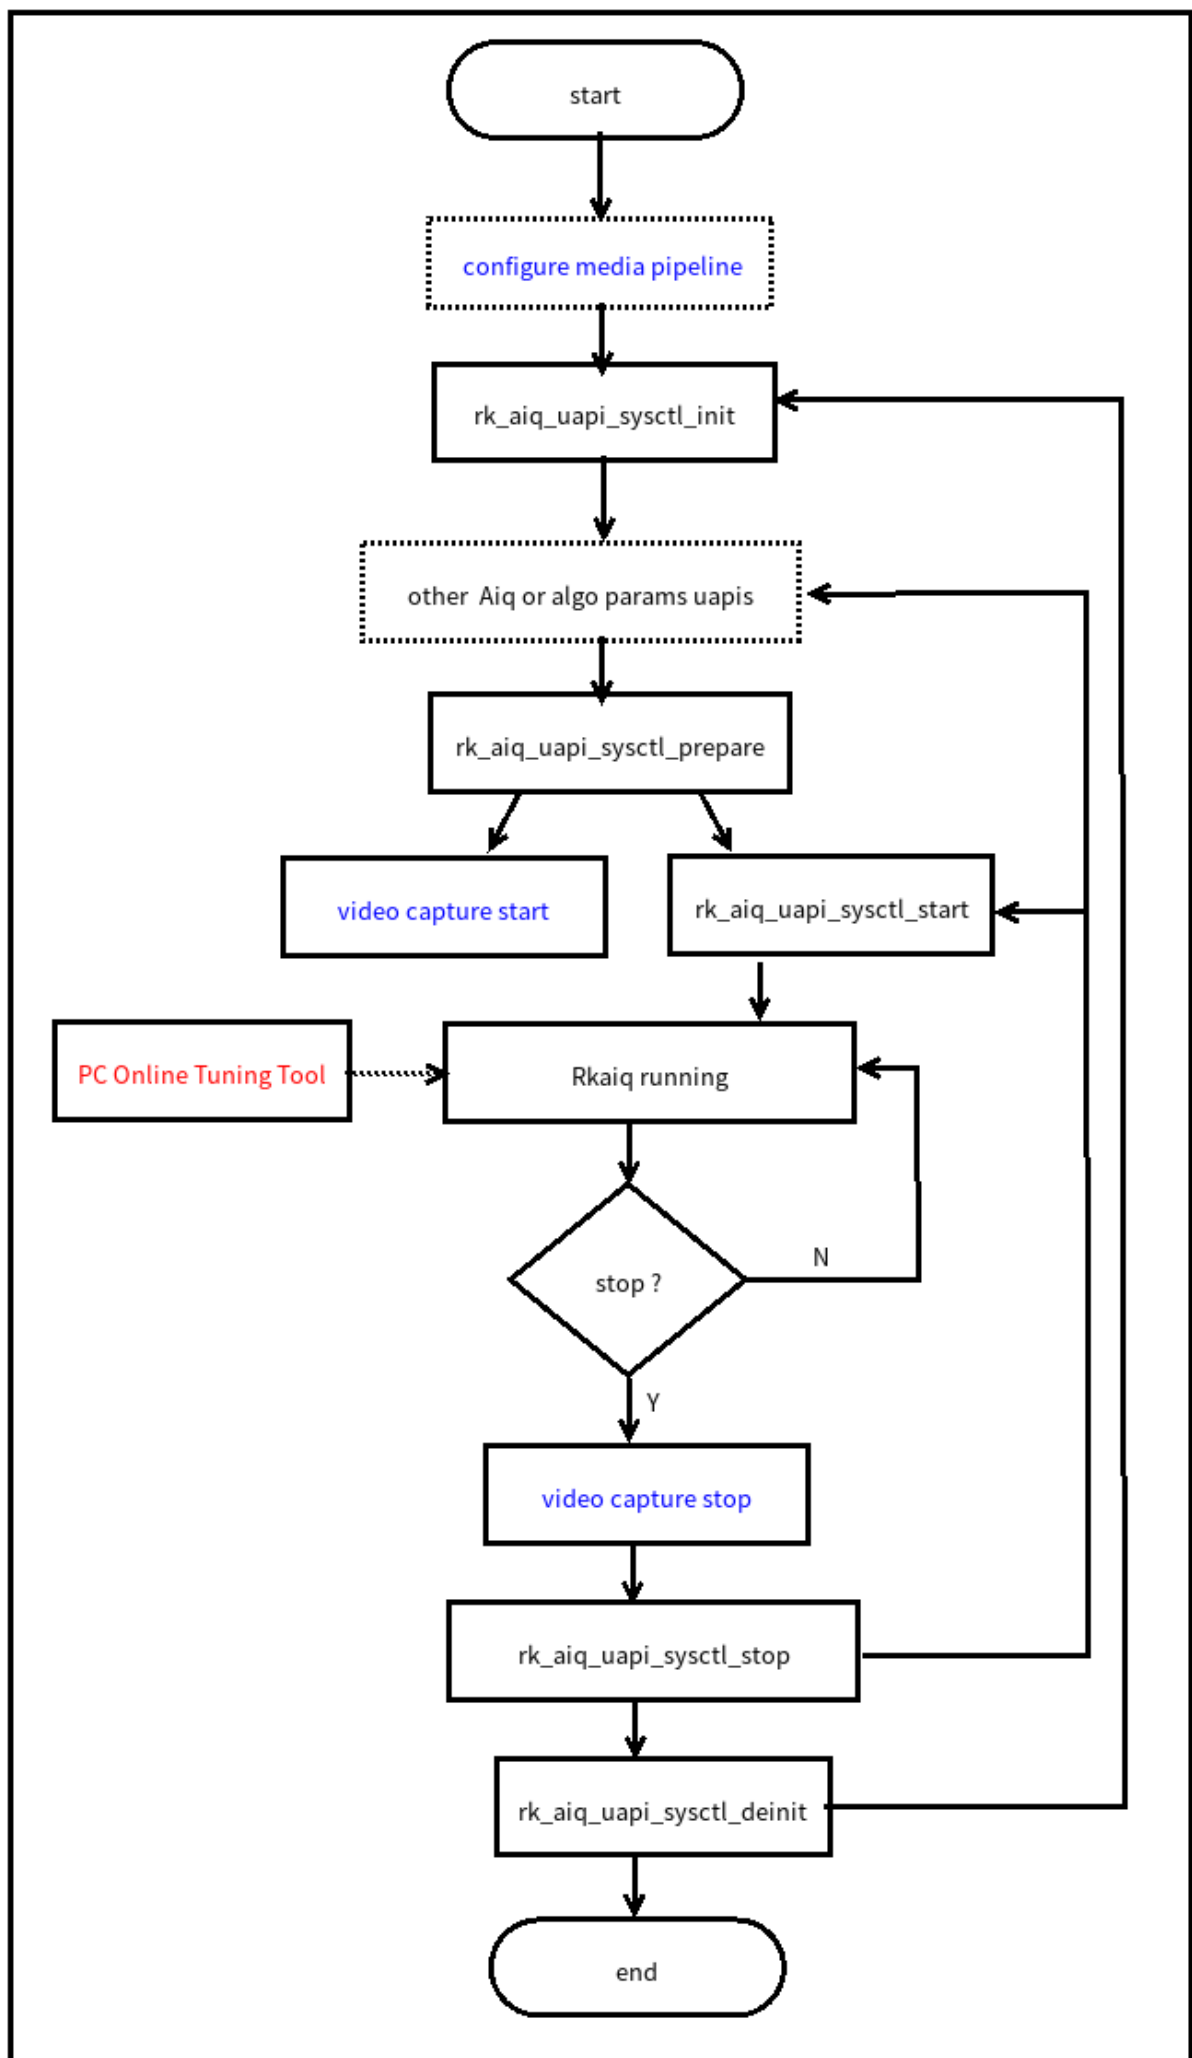 start
configure media pipeline
rk_aiq_uapi_sysctl_init
other Aiq or algo params uapis
rk_aiq_uapi_sysctl_prepare
video capture start
rk_aiq_uapi_sysctl_start
PC Online Tuning Tool
Rkaiq running
stop ?
N
Y
video capture stop
rk_aiq_uapi_sysctl_stop
rk_aiq_uapi_sysctl_deinit
end